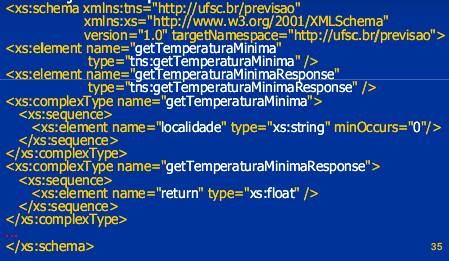 <xs:schema xmlns:tns="http://ufsc.br/previsao"
xmlns:xs="http://www.w3.org/2001/XMLSchema"
version="1.0" targetNamespace="http://ufsc.br/previsao">
<xs:element name="getTemperaturaMinima"
type="tns:getTemperaturaMinima" />
<xs:element name="getTemperaturaMinimaResponse"
type="tns:getTemperaturaMinimaResponse" />
<xs:complexType name="getTemperaturaMinima">
<xs:sequence>
<xs:element name="localidade" type="xs:string" minOccurs="0"/>
</xs:sequence>
</xs:complexType>
<xs:complexType name="getTemperaturaMinimaResponse">
<xs:sequence>
<xs:element name="return" type="xs:float" />
</xs:sequence>
</xs:complexType>
...
</xs:schema>
35